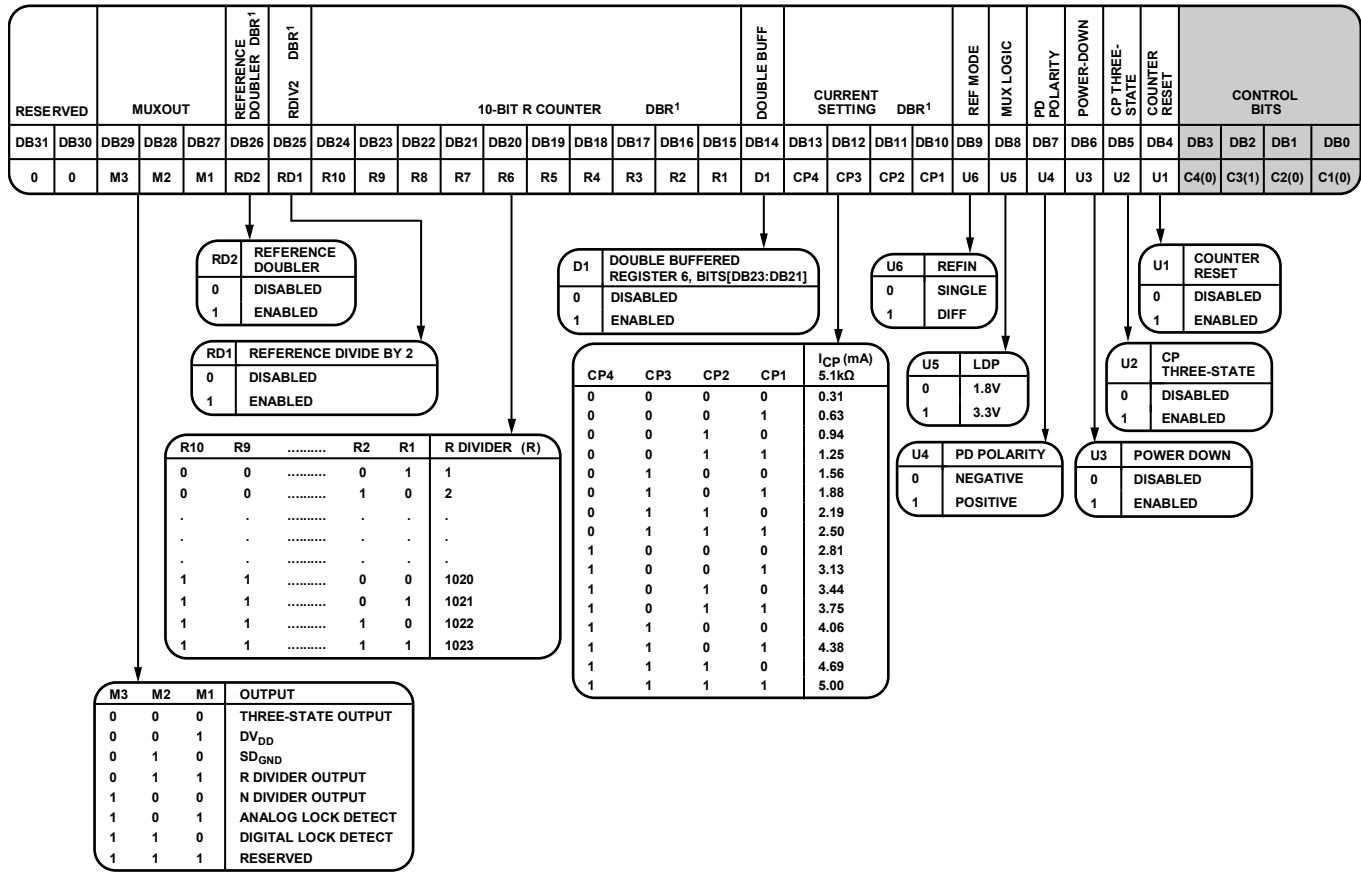 RESERVED MUXOUT REFERENCE DOUBLER DBR1 RDIV2 DBR1 10-BIT R COUNTER DBR1 DOUBLE BUFF CURRENT SETTING DBR1 REF MODE MUX LOGIC PD POLARITY POWER-DOWN CP THREE-STATE COUNTER RESET CONTROL BITS
DB31 DB30 DB29 DB28 DB27 DB26 DB25 DB24 DB23 DB22 DB21 DB20 DB19 DB18 DB17 DB16 DB15 DB14 DB13 DB12 DB11 DB10 DB9 DB8 DB7 DB6 DB5 DB4 DB3 DB2 DB1 DB0
0 0 M3 M2 M1 RD2 RD1 R10 R9 R8 R7 R6 R5 R4 R3 R2 R1 D1 CP4 CP3 CP2 CP1 U6 U5 U4 U3 U2 U1 C4(0) C3(1) C2(0) C1(0)
RD2 REFERENCE DOUBLER
0 DISABLED
1 ENABLED
RD1 REFERENCE DIVIDE BY 2
0 DISABLED
1 ENABLED
R10 R9 .......... R2 R1 R DIVIDER (R)
0 0 .......... 0 1 1
0 0 .......... 1 0 2
. . .......... . . .
. . .......... . . .
. . .......... . . .
1 1 .......... 0 0 1020
1 1 .......... 0 1 1021
1 1 .......... 1 0 1022
1 1 .......... 1 1 1023
M3 M2 M1 OUTPUT
0 0 0 THREE-STATE OUTPUT
0 0 1 DVDD
0 1 0 SDGND
0 1 1 R DIVIDER OUTPUT
1 0 0 N DIVIDER OUTPUT
1 0 1 ANALOG LOCK DETECT
1 1 0 DIGITAL LOCK DETECT
1 1 1 RESERVED
D1 DOUBLE BUFFERED
REGISTER 6, BITS[DB23:DB21]
0 DISABLED
1 ENABLED
CP4 CP3 CP2 CP1 ICP (mA) 5.1kΩ
0 0 0 0 0.31
0 0 0 1 0.63
0 0 1 0 0.94
0 0 1 1 1.25
0 1 0 0 1.56
0 1 0 1 1.88
0 1 1 0 2.19
0 1 1 1 2.50
1 0 0 0 2.81
1 0 0 1 3.13
1 0 1 0 3.44
1 0 1 1 3.75
1 1 0 0 4.06
1 1 0 1 4.38
1 1 1 0 4.69
1 1 1 1 5.00
U6 REFIN
0 SINGLE
1 DIFF
U5 LDP
0 1.8V
1 3.3V
U4 PD POLARITY
0 NEGATIVE
1 POSITIVE
U1 COUNTER RESET
0 DISABLED
1 ENABLED
U2 CP THREE-STATE
0 DISABLED
1 ENABLED
U3 POWER DOWN
0 DISABLED
1 ENABLED